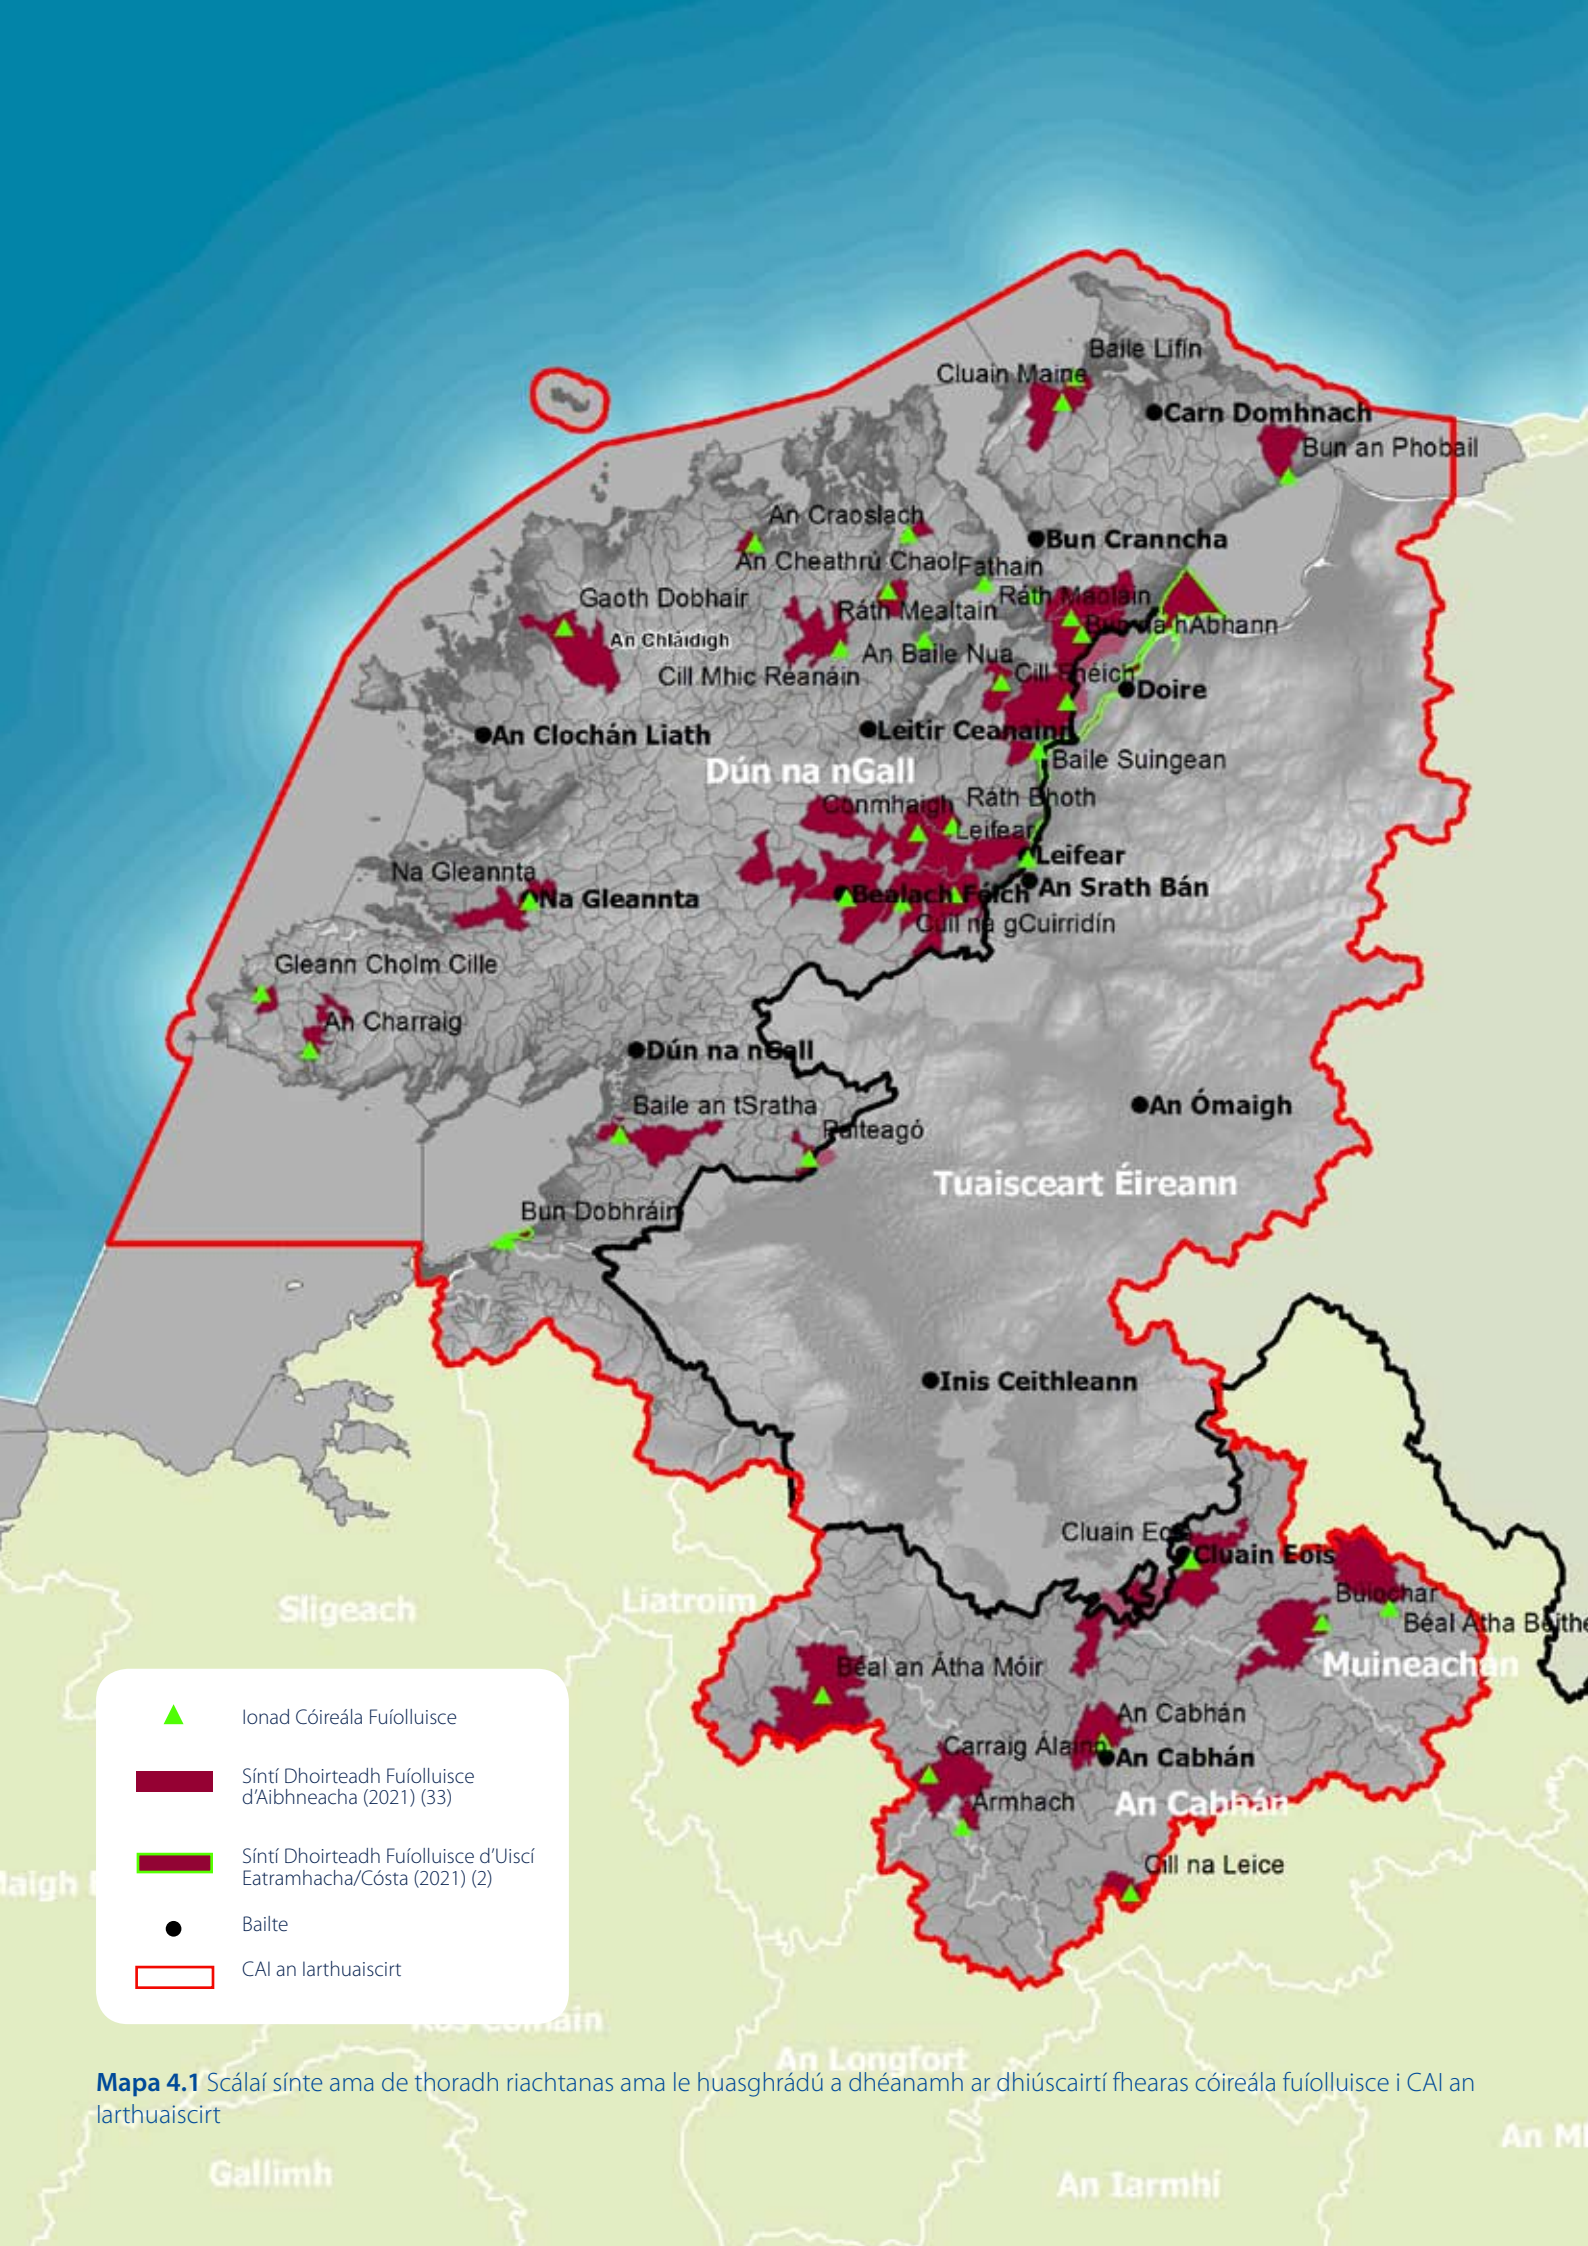 Baile Lifín
Cluain Maine
Carn Domhnach
Bun an Phobail
An Craoslach
Bun Cranncha
An Cheathrú Chaol
Fathain
Gaoth Dobhair
Ráth Maoláin
Ráth Mealtain
Bun na hAbhann
An Chláidigh
An Baile Nua
Cill Mhic Réanáin
Cill Fhéich
Doire
An Clochán Liath
Leitir Ceanainn
Baile Suingean
Dún na nGall
Conmhaigh
Ráth Bhoth
Leifear
Leifear
Na Gleannta
An Srath Bán
Na Gleannta
Bealach Féich
Cúil na gCuirridín
Gleann Cholm Cille
An Charraig
Dún na nGall
Baile an tSratha
An Ómaigh
Paiteagó
Tuaisceart Éireann
Bun Dobhráin
Inis Ceithleann
Cluain Eois
Cluain Eois
Sligeach
Liatroim
Búlochar
Béal Átha Beithe
Béal an Átha Móir
Muineachán
An Cabhán
Carraig Álainn
An Cabhán
Armhach
An Cabhán
Cill na Leice
Ionad Cóireála Fuíolluisce
Síntí Dhoirteadh Fuíolluisce
d'Aibhneacha (2021) (33)
Síntí Dhoirteadh Fuíolluisce d'Uiscí
Eatramhacha/Cósta (2021) (2)
Bailte
CAI an Iarthuaiscirt
An Longfort
Mapa 4.1 Scálaí sínte ama de thoradh riachtanas ama le huasghrádú a dhéanamh ar dhiúscairtí fhearas cóireála fuíolluisce i CAI an
Iarthuaiscirt
An M
Gallimh
An Iarmhí